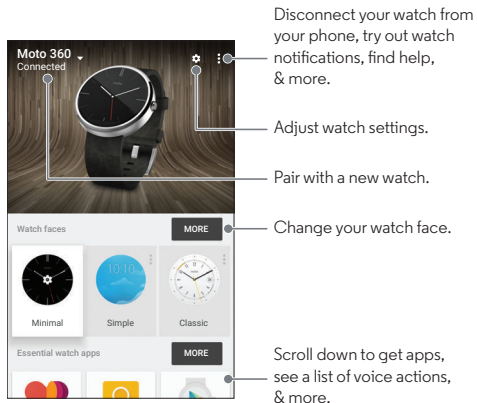 Disconnect your watch from
your phone, try out watch
notifications, find help,
& more.
Moto 360
Connected
Adjust watch settings.
Pair with a new watch.
Watch faces
MORE
Change your watch face.
10:10
Minimal
Simple
Classic
Essential watch apps
MORE
Scroll down to get apps,
see a list of voice actions,
& more.